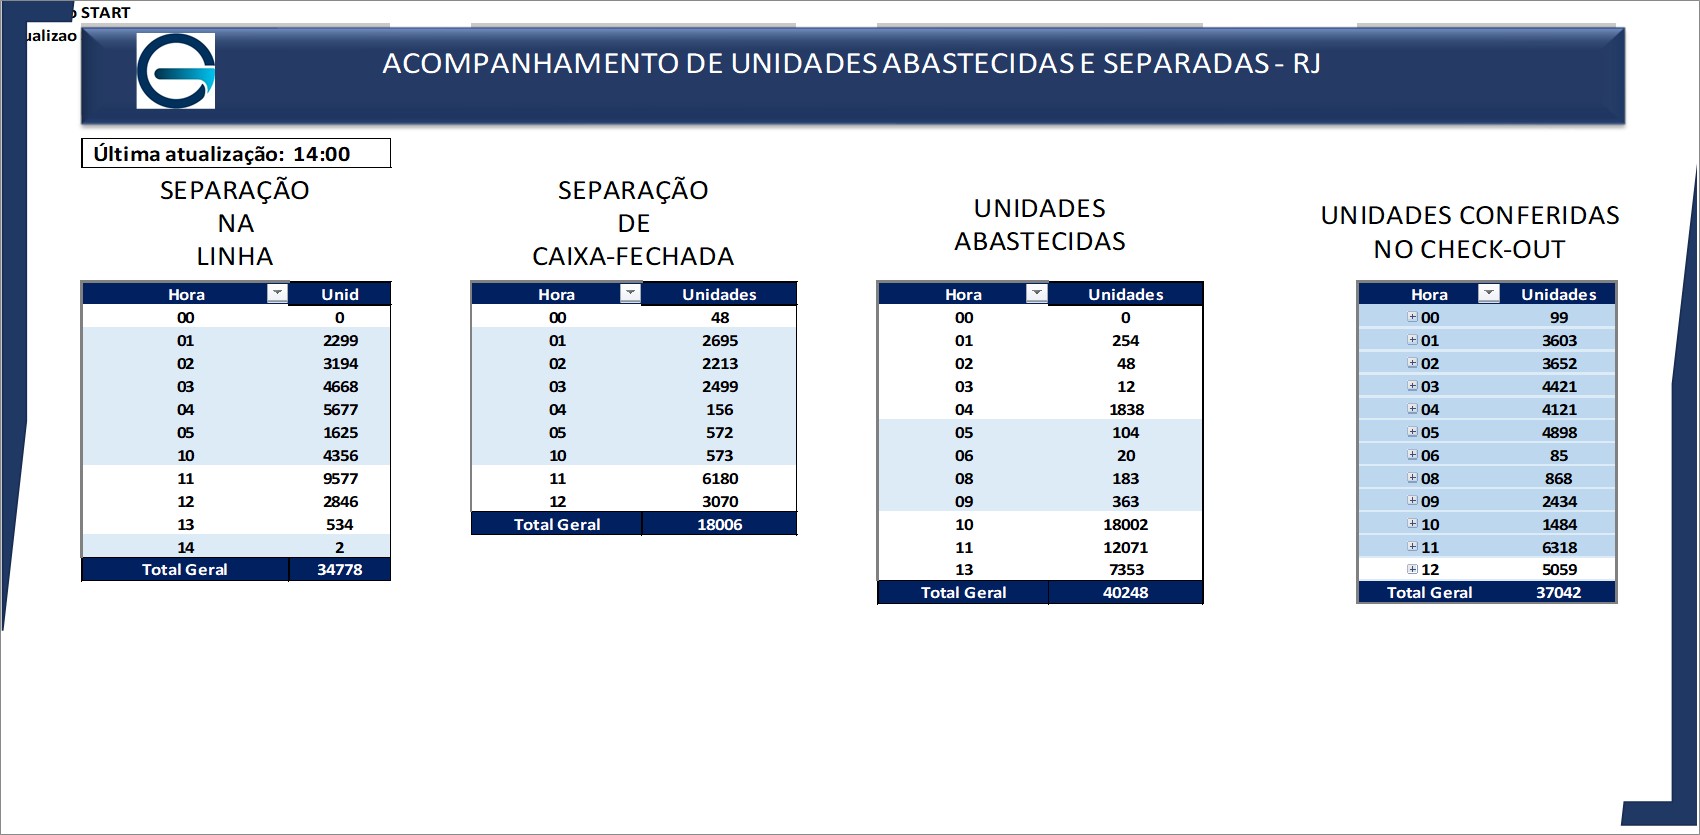 START
ACOMPANHAMENTO DE UNIDADES ABASTECIDAS E SEPARADAS - RJ
Última atualização: 14:00
SEPARAÇÃO
NA
LINHA
Hora Unid
00 0
01 2299
02 3194
03 4668
04 5677
05 1625
10 4356
11 9577
12 2846
13 534
14 2
Total Geral 34778
SEPARAÇÃO
DE
CAIXA-FECHADA
Hora Unidades
00 48
01 2695
02 2213
03 2499
04 156
05 572
10 573
11 6180
12 3070
Total Geral 18006
UNIDADES
ABASTECIDAS
Hora Unidades
00 0
01 254
02 48
03 12
04 1838
05 104
06 20
08 183
09 363
10 18002
11 12071
13 7353
Total Geral 40248
UNIDADES CONFERIDAS
NO CHECK-OUT
Hora Unidades
00 99
01 3603
02 3652
03 4421
04 4121
05 4898
06 85
08 868
09 2434
10 1484
11 6318
12 5059
Total Geral 37042